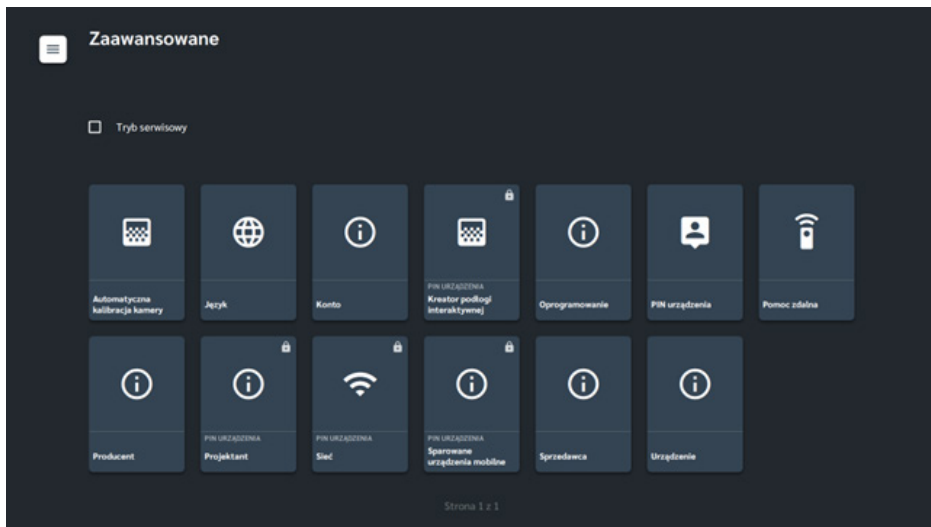 Zaawansowane
Tryb serwisowy
Automatyczna
kalibracja kamery
Język
Konto
PIN URZĄDZENIA
Kreator podłogi
interaktywnej
Oprogramowanie
PIN urządzenia
Pomoc zdalna
Producent
PIN URZĄDZENIA
Projektant
PIN URZĄDZENIA
Sieć
PIN URZĄDZENIA
Sparowane
urządzenia mobilne
Sprzedawca
Urządzenie
Strona 1 z 1